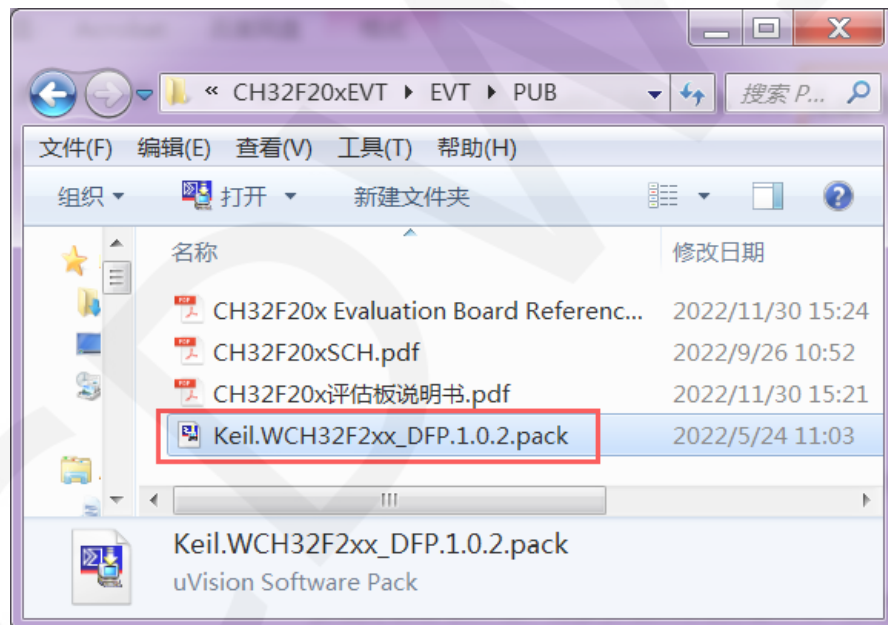 « CH32F20xEVT ▸ EVT ▸ PUB
搜索 P...
文件(F) 编辑(E) 查看(V) 工具(T) 帮助(H)
组织 打开 新建文件夹
名称 修改日期
CH32F20x Evaluation Board Referenc... 2022/11/30 15:24
CH32F20xSCH.pdf 2022/9/26 10:52
CH32F20x评估板说明书.pdf 2022/11/30 15:21
Keil.WCH32F2xx_DFP.1.0.2.pack 2022/5/24 11:03
Keil.WCH32F2xx_DFP.1.0.2.pack
uVision Software Pack